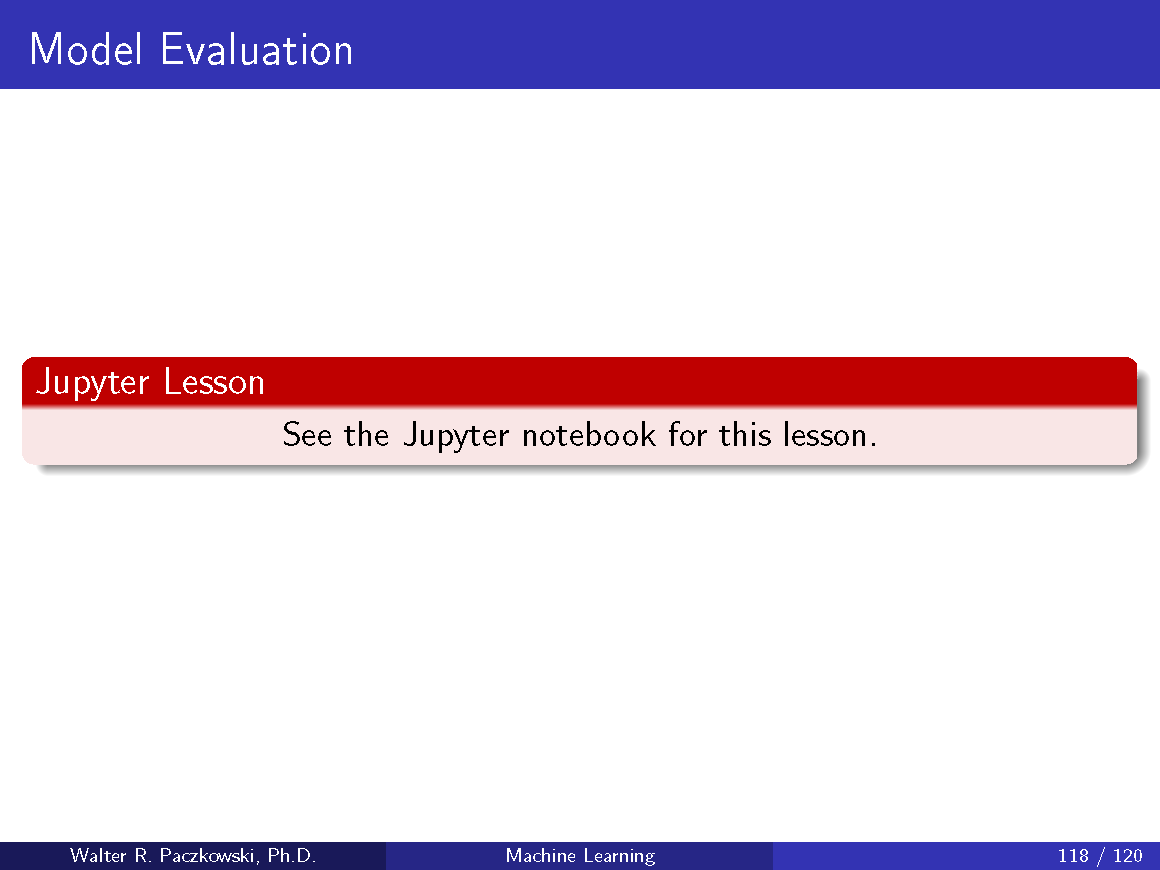 Model Evaluation
Jupyter Lesson
See the Jupyter notebook for this lesson.
Walter R. Paczkowski, Ph.D.
Machine Learning
118 / 120